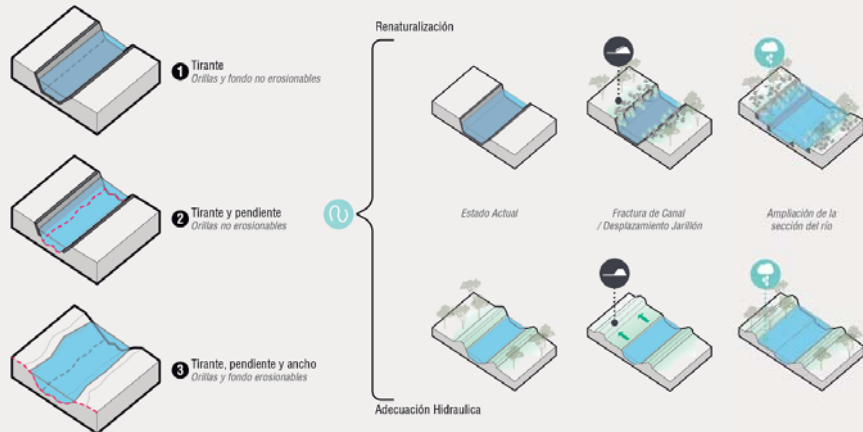 1 Tirante
Orillas y fondo no erosionables
2 Tirante y pendiente
Orillas no erosionables
3 Tirante, pendiente y ancho
Orillas y fondo erosionables
Renaturalización
Estado Actual
Fractura de Canal
/ Desplazamiento Jarillón
Ampliación de la
sección del río
Adecuación Hidraulica